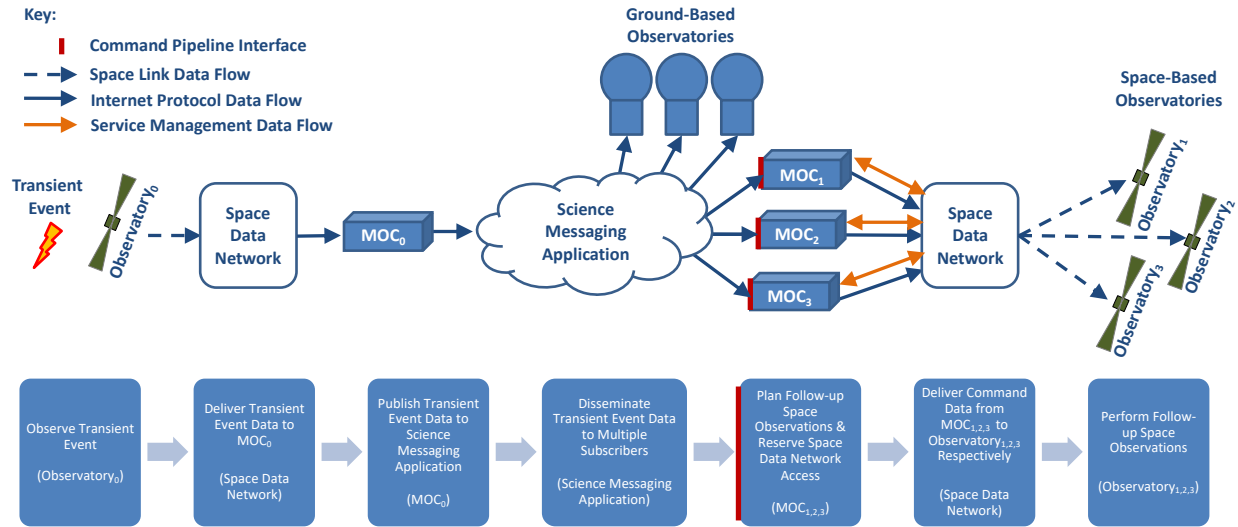 Key:
Command Pipeline Interface
Space Link Data Flow
Internet Protocol Data Flow
Service Management Data Flow
Ground-Based
Observatories
Space-Based
Observatories
Transient
Event
Observatory₀
Space
Data
Network
MOC₀
Science
Messaging
Application
MOC₁
MOC₂
MOC₃
Space
Data
Network
Observatory₁
Observatory₂
Observatory₃
Observe Transient
Event
(Observatory₀)
Deliver Transient
Event Data to
MOC₀
(Space Data
Network)
Publish Transient
Event Data to
Science
Messaging
Application
(MOC₀)
Disseminate
Transient Event Data
to Multiple
Subscribers
(Science Messaging
Application)
Plan Follow-up
Space
Observations &
Reserve Space
Data Network
Access
(MOC₁,₂,₃)
Deliver Command
Data from
MOC₁,₂,₃ to
Observatory₁,₂,₃
Respectively
(Space Data
Network)
Perform Follow-
up Space
Observations
(Observatory₁,₂,₃)